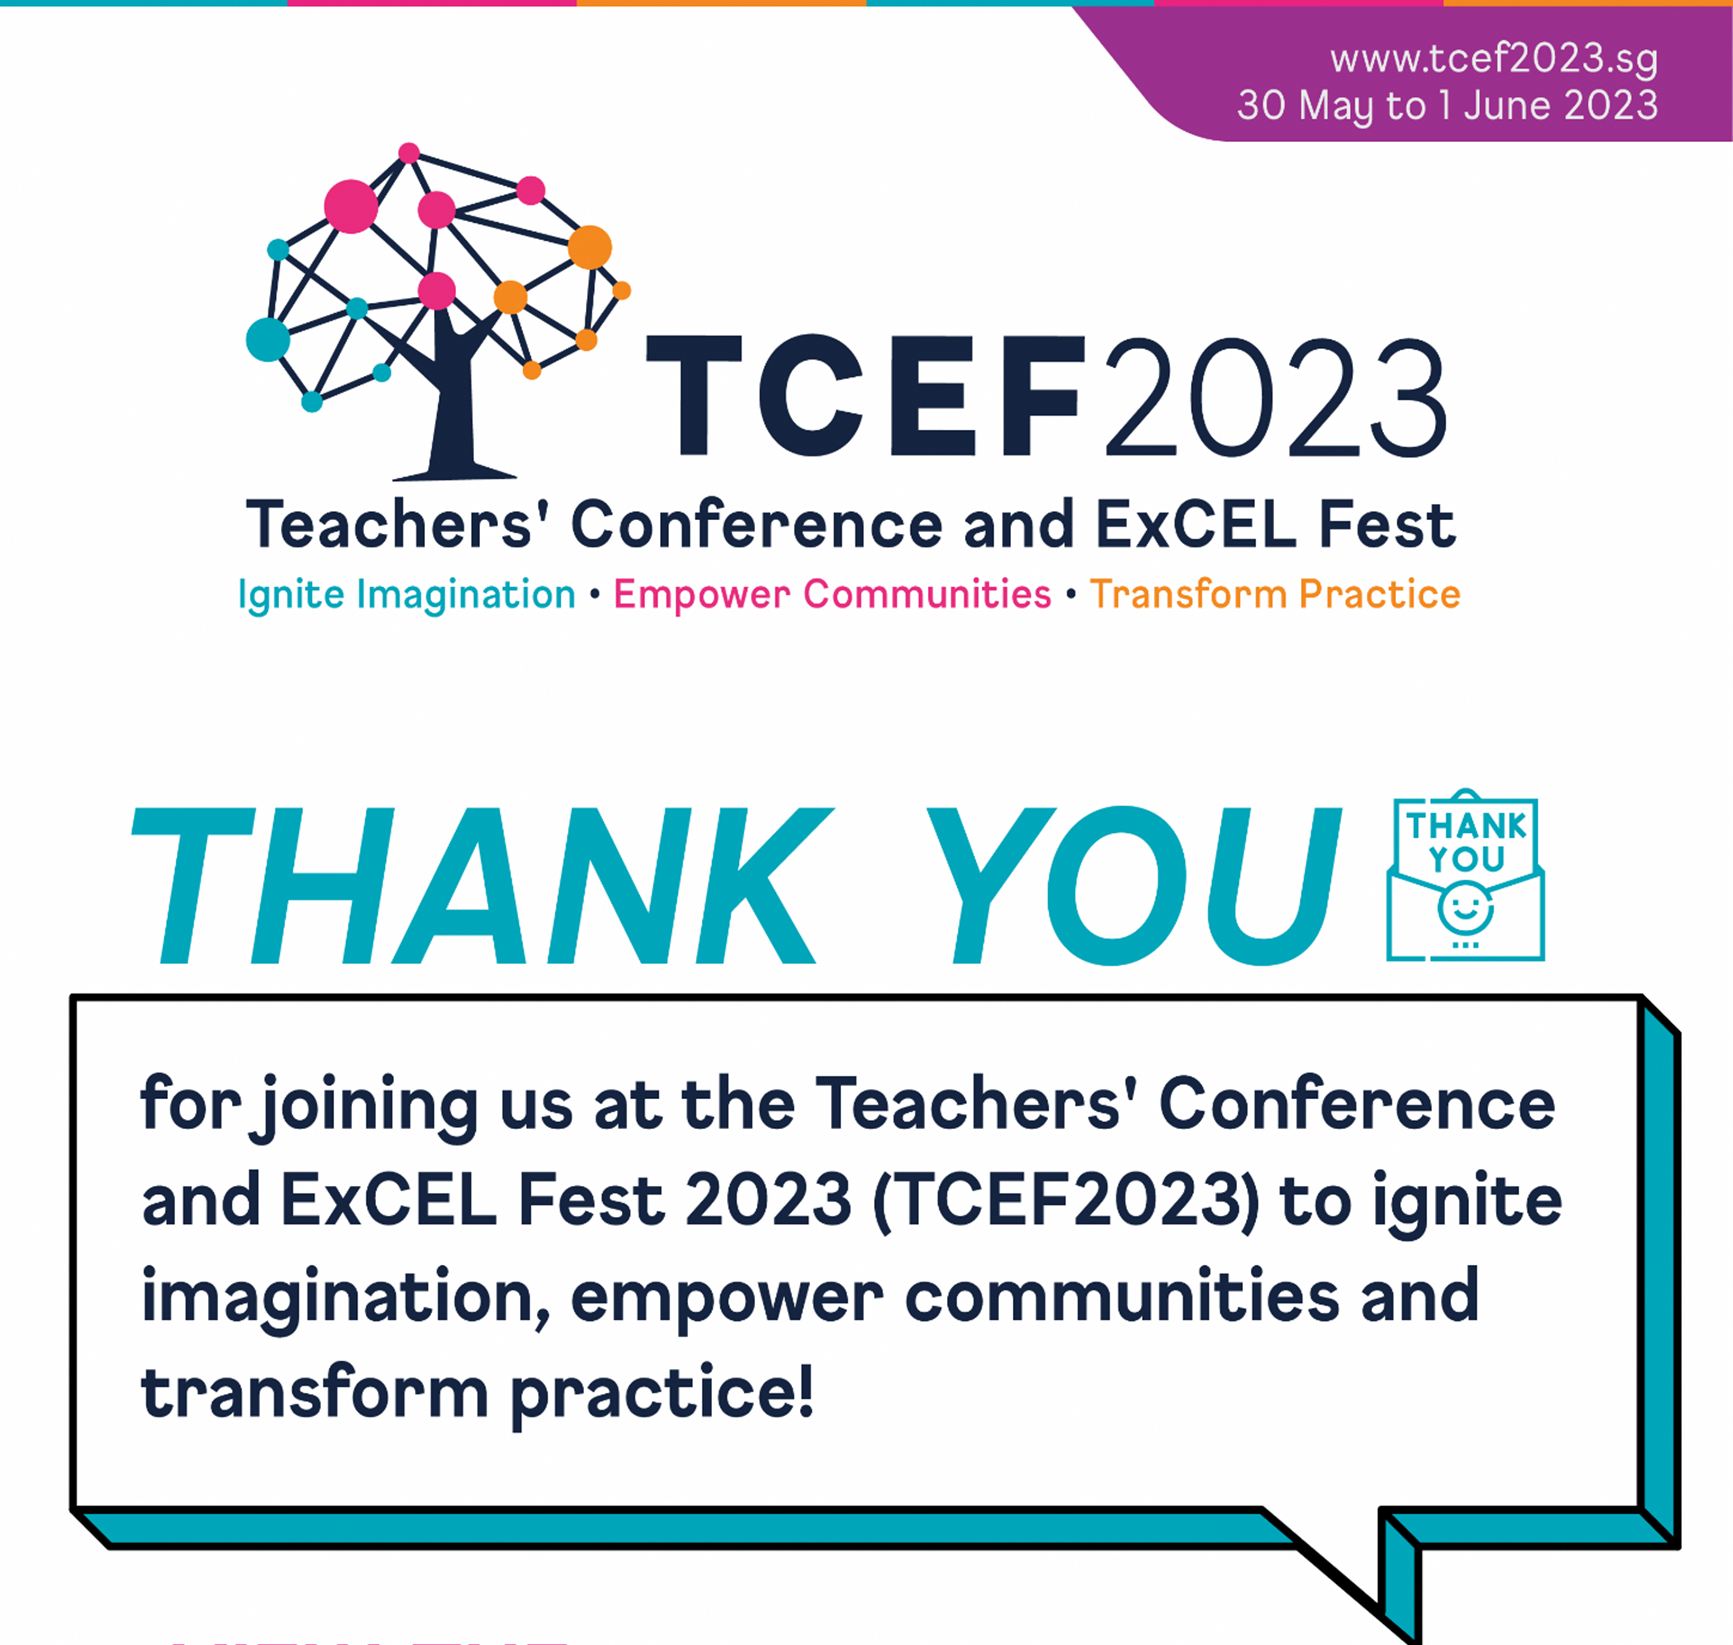 www.tcef2023.sg
30 May to 1 June 2023
TCEF2023
Teachers' Conference and ExCEL Fest
Ignite Imagination • Empower Communities • Transform Practice
THANK YOU
THANK
YOU
for joining us at the Teachers' Conference
and ExCEL Fest 2023 (TCEF2023) to ignite
imagination, empower communities and
transform practice!